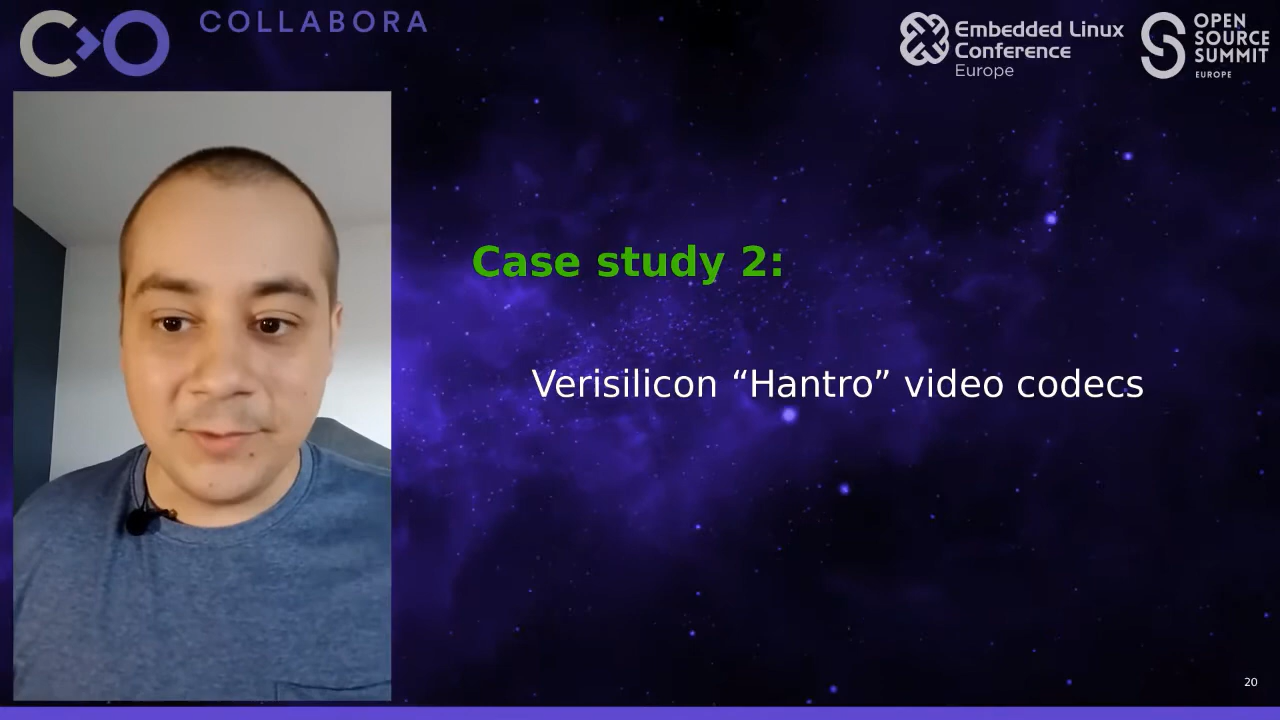 COLLABORA
Embedded Linux
Conference
Europe
OPEN
SOURCE
SUMMIT
EUROPE
Case study 2:
Verisilicon “Hantro” video codecs
20